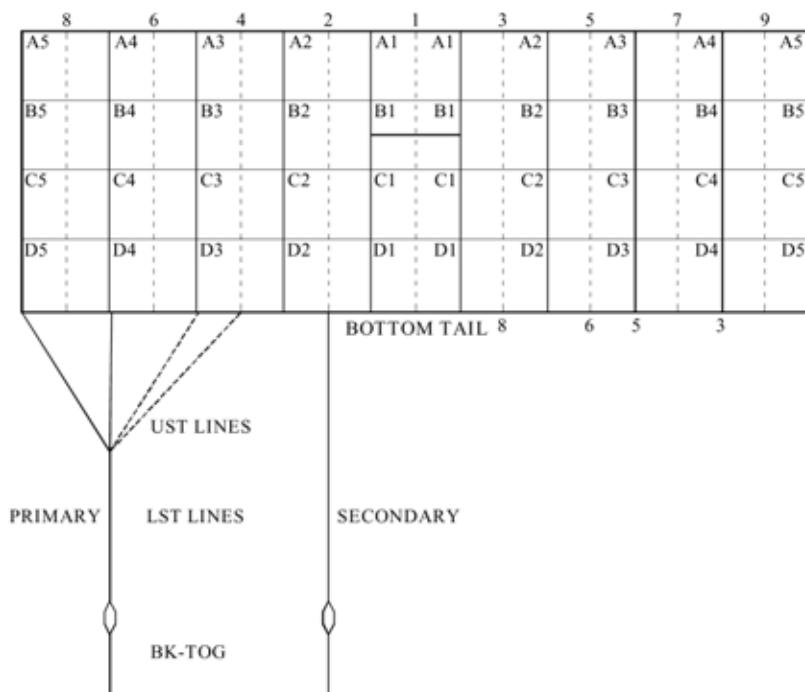 8 6 4 2 1 3 5 7 9
A5 A4 A3 A2 A1 A1 A2 A3 A4 A5
B5 B4 B3 B2 B1 B1 B2 B3 B4 B5
C5 C4 C3 C2 C1 C1 C2 C3 C4 C5
D5 D4 D3 D2 D1 D1 D2 D3 D4 D5
BOTTOM TAIL 8 6 5 3
UST LINES
PRIMARY LST LINES SECONDARY
BK-TOG